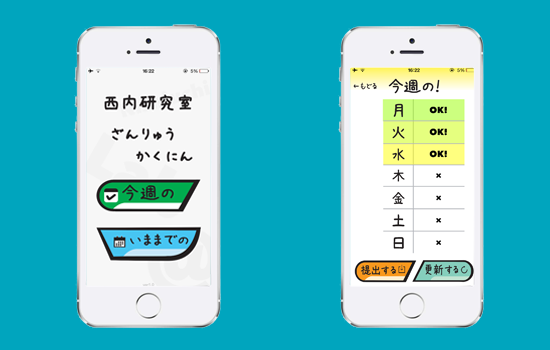 16:22
5%
西内研究室
ざんりゅう
かくにん
今週の
いままでの
16:22
5%
←もどる
今週の!
月 OK!
火 OK!
水 OK!
木 ×
金 ×
土 ×
日 ×
提出する
更新する